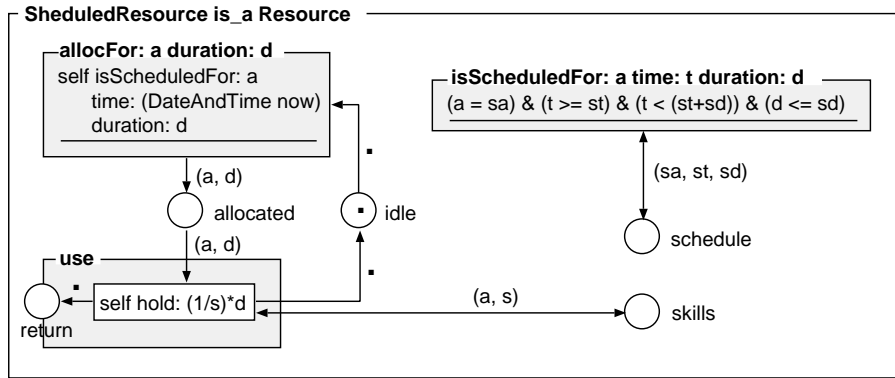 SheduledResource is_a Resource
allocFor: a duration: d
self isScheduledFor: a
time: (DateAndTime now)
duration: d
isScheduledFor: a time: t duration: d
(a = sa) & (t >= st) & (t < (st+sd)) & (d <= sd)
(a, d)
(sa, st, sd)
allocated
idle
schedule
(a, d)
use
self hold: (1/s)*d
(a, s)
return
skills